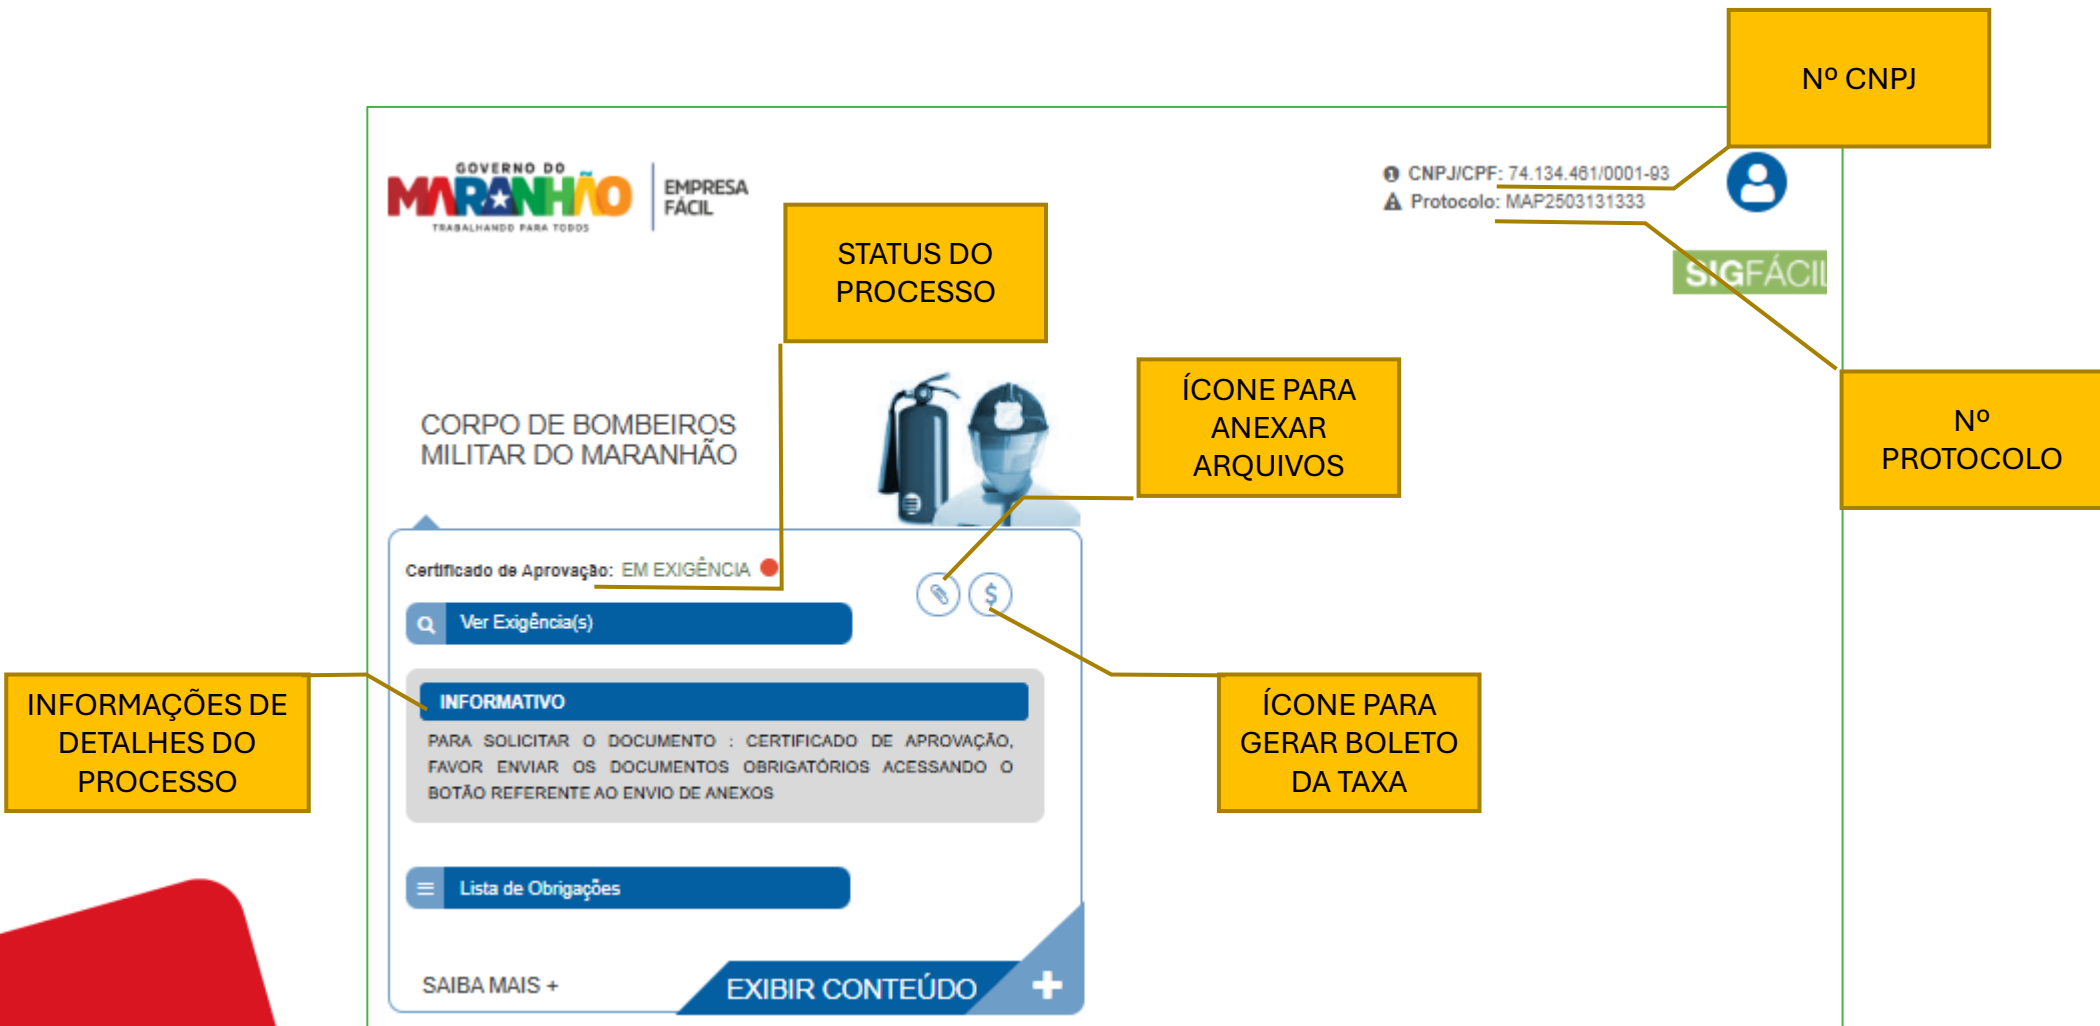 Nº CNPJ
GOVERNO DO
MARANHÃO
TRABALHANDO PARA TODOS
EMPRESA
FÁCIL
CNPJ/CPF: 74.134.461/0001-93
Protocolo: MAP2503131333
STATUS DO
PROCESSO
SIGFÁCIL
ÍCONE PARA
ANEXAR
ARQUIVOS
Nº
PROTOCOLO
CORPO DE BOMBEIROS
MILITAR DO MARANHÃO
Certificado de Aprovação: EM EXIGÊNCIA
$
Ver Exigência(s)
INFORMAÇÕES DE
DETALHES DO
PROCESSO
INFORMATIVO
PARA SOLICITAR O DOCUMENTO : CERTIFICADO DE APROVAÇÃO,
FAVOR ENVIAR OS DOCUMENTOS OBRIGATÓRIOS ACESSANDO O
BOTÃO REFERENTE AO ENVIO DE ANEXOS
ÍCONE PARA
GERAR BOLETO
DA TAXA
Lista de Obrigações
SAIBA MAIS +
EXIBIR CONTEÚDO